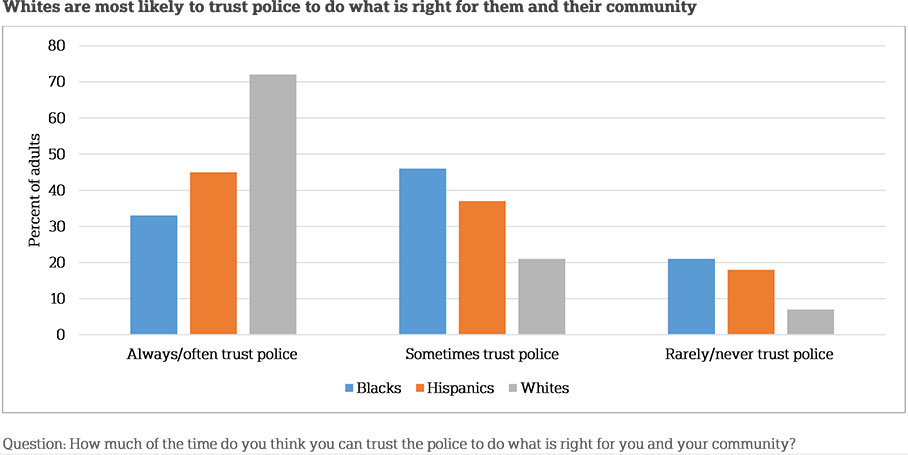 Whites are most likely to trust police to do what is right for them and their community
80
70
60
50
40
30
20
10
0
Percent of adults
Always/often trust police
Sometimes trust police
Rarely/never trust police
Blacks Hispanics Whites
Question: How much of the time do you think you can trust the police to do what is right for you and your community?